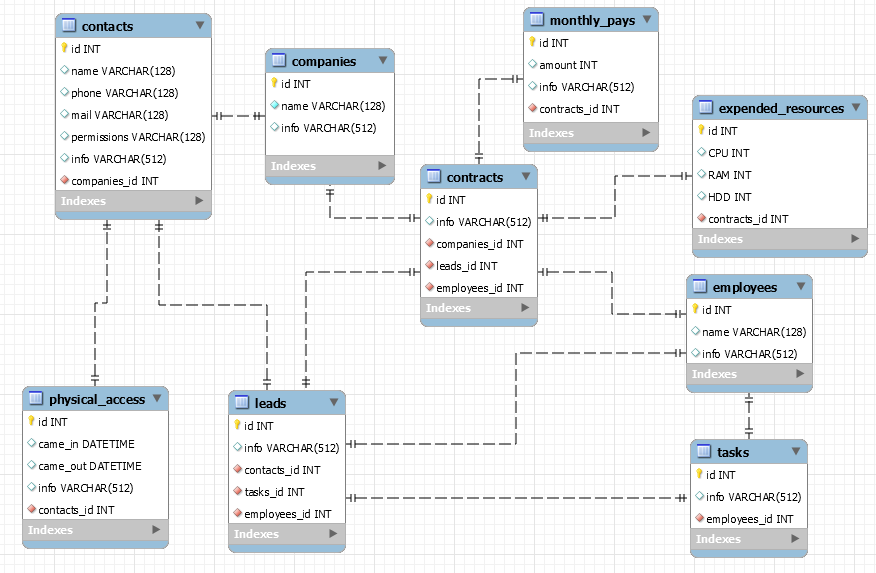 contacts
id INT
name VARCHAR(128)
phone VARCHAR(128)
mail VARCHAR(128)
permissions VARCHAR(128)
info VARCHAR(512)
companies_id INT
Indexes
companies
id INT
name VARCHAR(128)
info VARCHAR(512)
Indexes
monthly_pays
id INT
amount INT
info VARCHAR(512)
contracts_id INT
Indexes
expended_resources
id INT
CPU INT
RAM INT
HDD INT
contracts_id INT
Indexes
contracts
id INT
info VARCHAR(512)
companies_id INT
leads_id INT
employees_id INT
Indexes
employees
id INT
name VARCHAR(128)
info VARCHAR(512)
Indexes
physical_access
id INT
came_in DATETIME
came_out DATETIME
info VARCHAR(512)
contacts_id INT
Indexes
leads
id INT
info VARCHAR(512)
contacts_id INT
tasks_id INT
employees_id INT
Indexes
tasks
id INT
info VARCHAR(512)
employees_id INT
Indexes